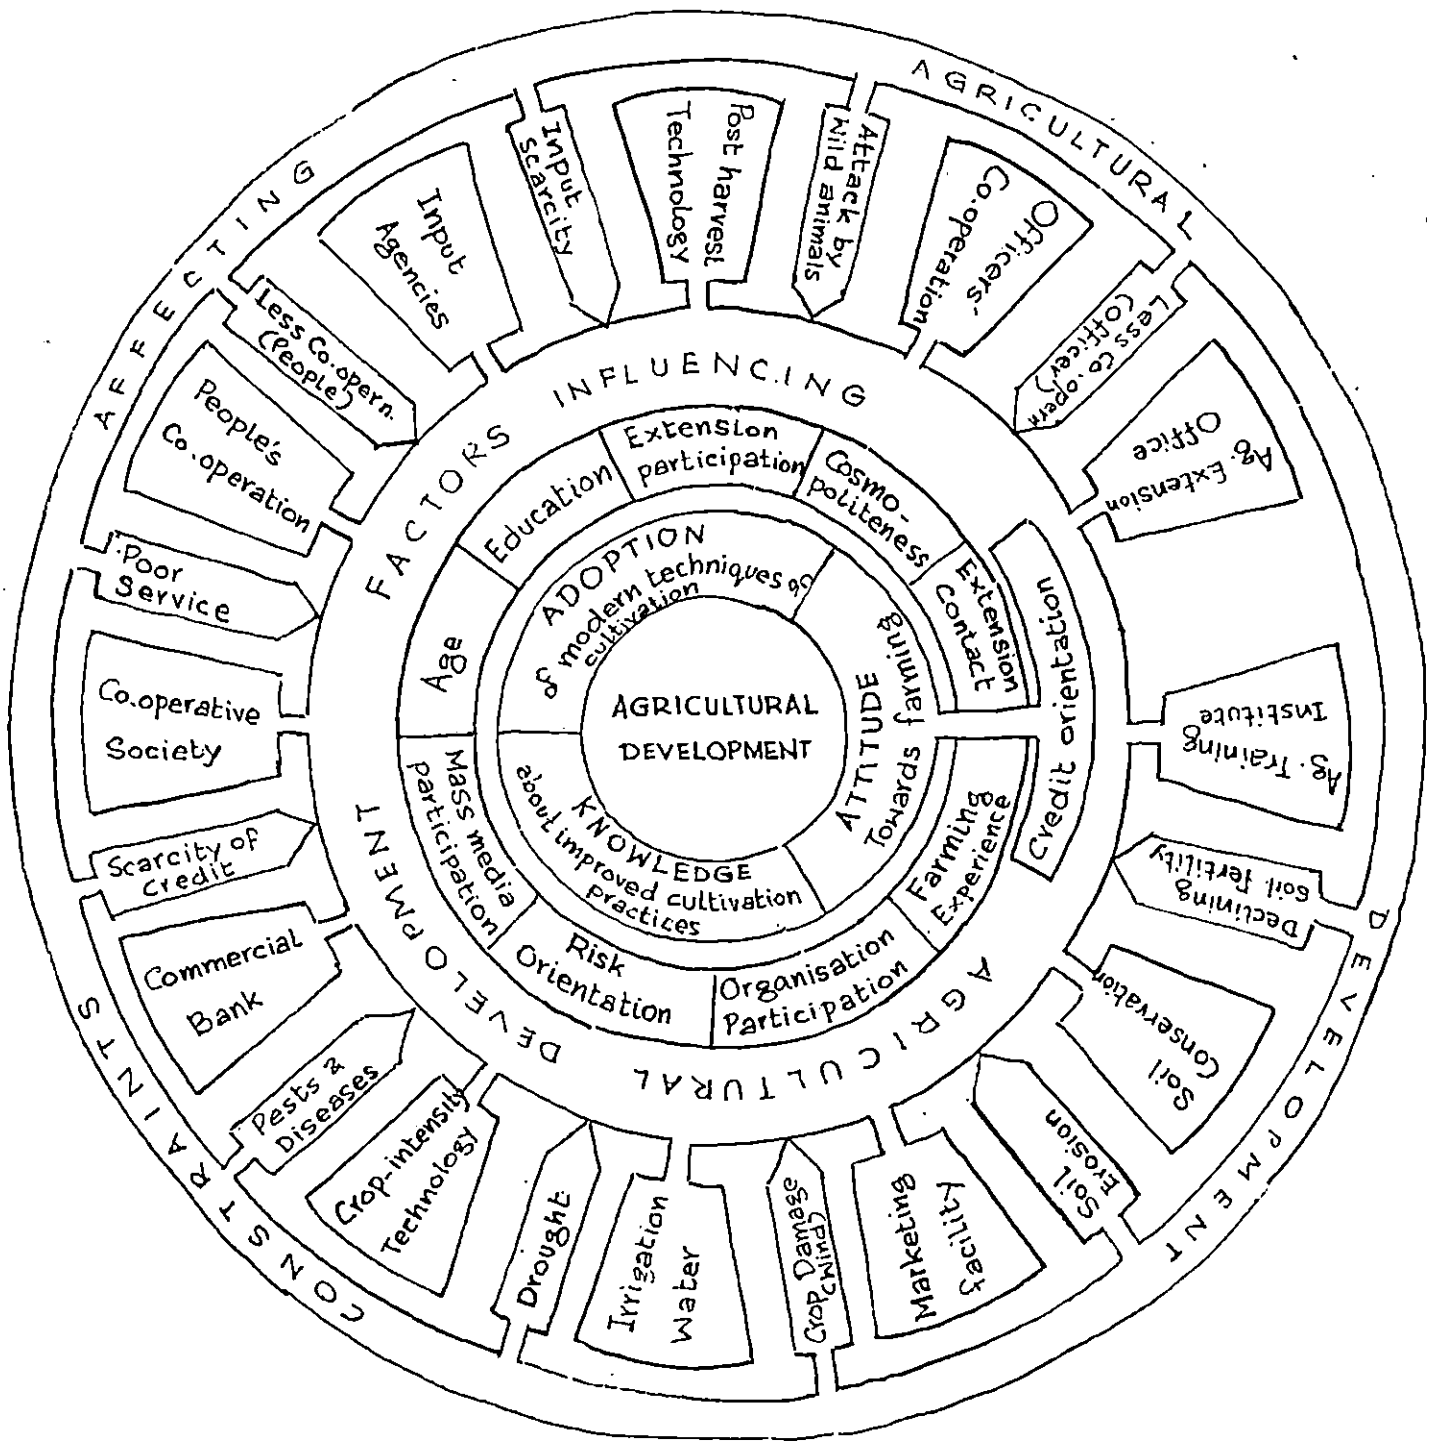 AGRICULTURAL
DEVELOPMENT
ADOPTION
of modern techniques of
cultivation
ATTITUDE
Towards farming
KNOWLEDGE
about improved cultivation
practices
Age
Education
Extension
participation
Cosmo-
politeness
Extension
Contact
Credit orientation
Farming
Experience
Organisation
Participation
Risk
Orientation
Mass media
participation
FACTORS INFLUENCING
AGRICULTURAL DEVELOPMENT
Post harvest
Technology
Attack by
Wild animals
Officers'
Co.operation
Less Co.opern
(Officer)
Ag. Extension
Office
Ag. Training
Institute
Declining
Soil fertility
Soil
Conservation
Soil
Erosion
Marketing
facility
Crop Damage
(Wind)
Irrigation
Water
Drought
Crop-intensity
Technology
Pests &
Diseases
Commercial
Bank
Scarcity of
Credit
Co.operative
Society
Poor
Service
People's
Co.operation
Less Co.opern.
(People)
Input
Agencies
Input
Scarcity
CONSTRAINTS AFFECTING
AGRICULTURAL DEVELOPMENT